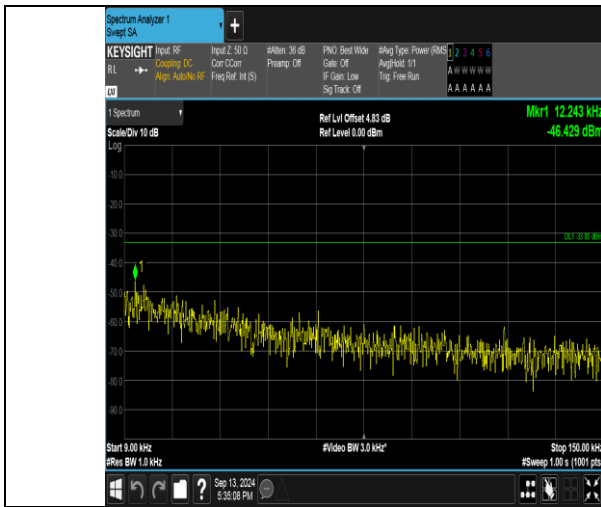 Spectrum Analyzer 1
Swept SA
+
KEYSIGHT Input: RF Input Z: 50 Ω #Atten: 36 dB PNO: Best Wide #Avg Type: Power (RMS 1 2 3 4 5 6
RL Coupling: DC Corr CCorr Preamp: Off Gate: Off Avg|Hold: 1/1 A W W W W W
Align: Auto/No RF Freq Ref: Int (S) IF Gain: Low Trig: Free Run
Sig Track: Off A A A A A A
LXI
1 Spectrum Ref Lvl Offset 4.83 dB Mkr1 12.243 kHz
Scale/Div 10 dB Ref Level 0.00 dBm -46.429 dBm
Log
-10.0
-20.0
-30.0
DL1 -33.00 dBm
-40.0
1
-50.0
-60.0
-70.0
-80.0
-90.0
Start 9.00 kHz #Video BW 3.0 kHz* Stop 150.00 kHz
#Res BW 1.0 kHz #Sweep 1.00 s (1001 pts
? Sep 13, 2024
5:35:08 PM